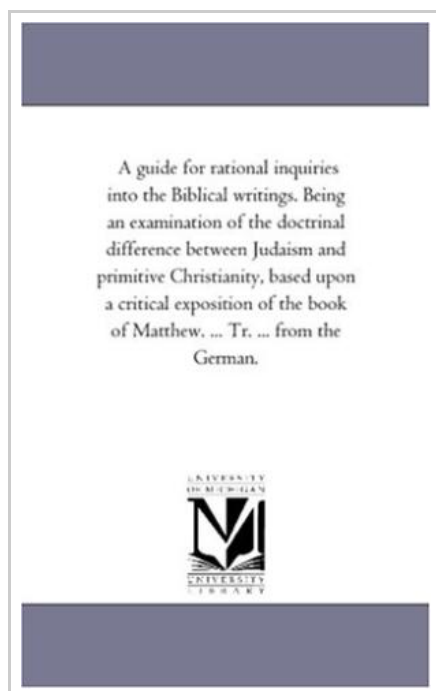 A guide for rational inquiries
into the Biblical writings. Being
an examination of the doctrinal
difference between Judaism and
primitive Christianity, based upon
a critical exposition of the book
of Matthew. ... Tr. ... from the
German.
UNIVERSITY
OF MICHIGAN
UNIVERSITY
LIBRARY